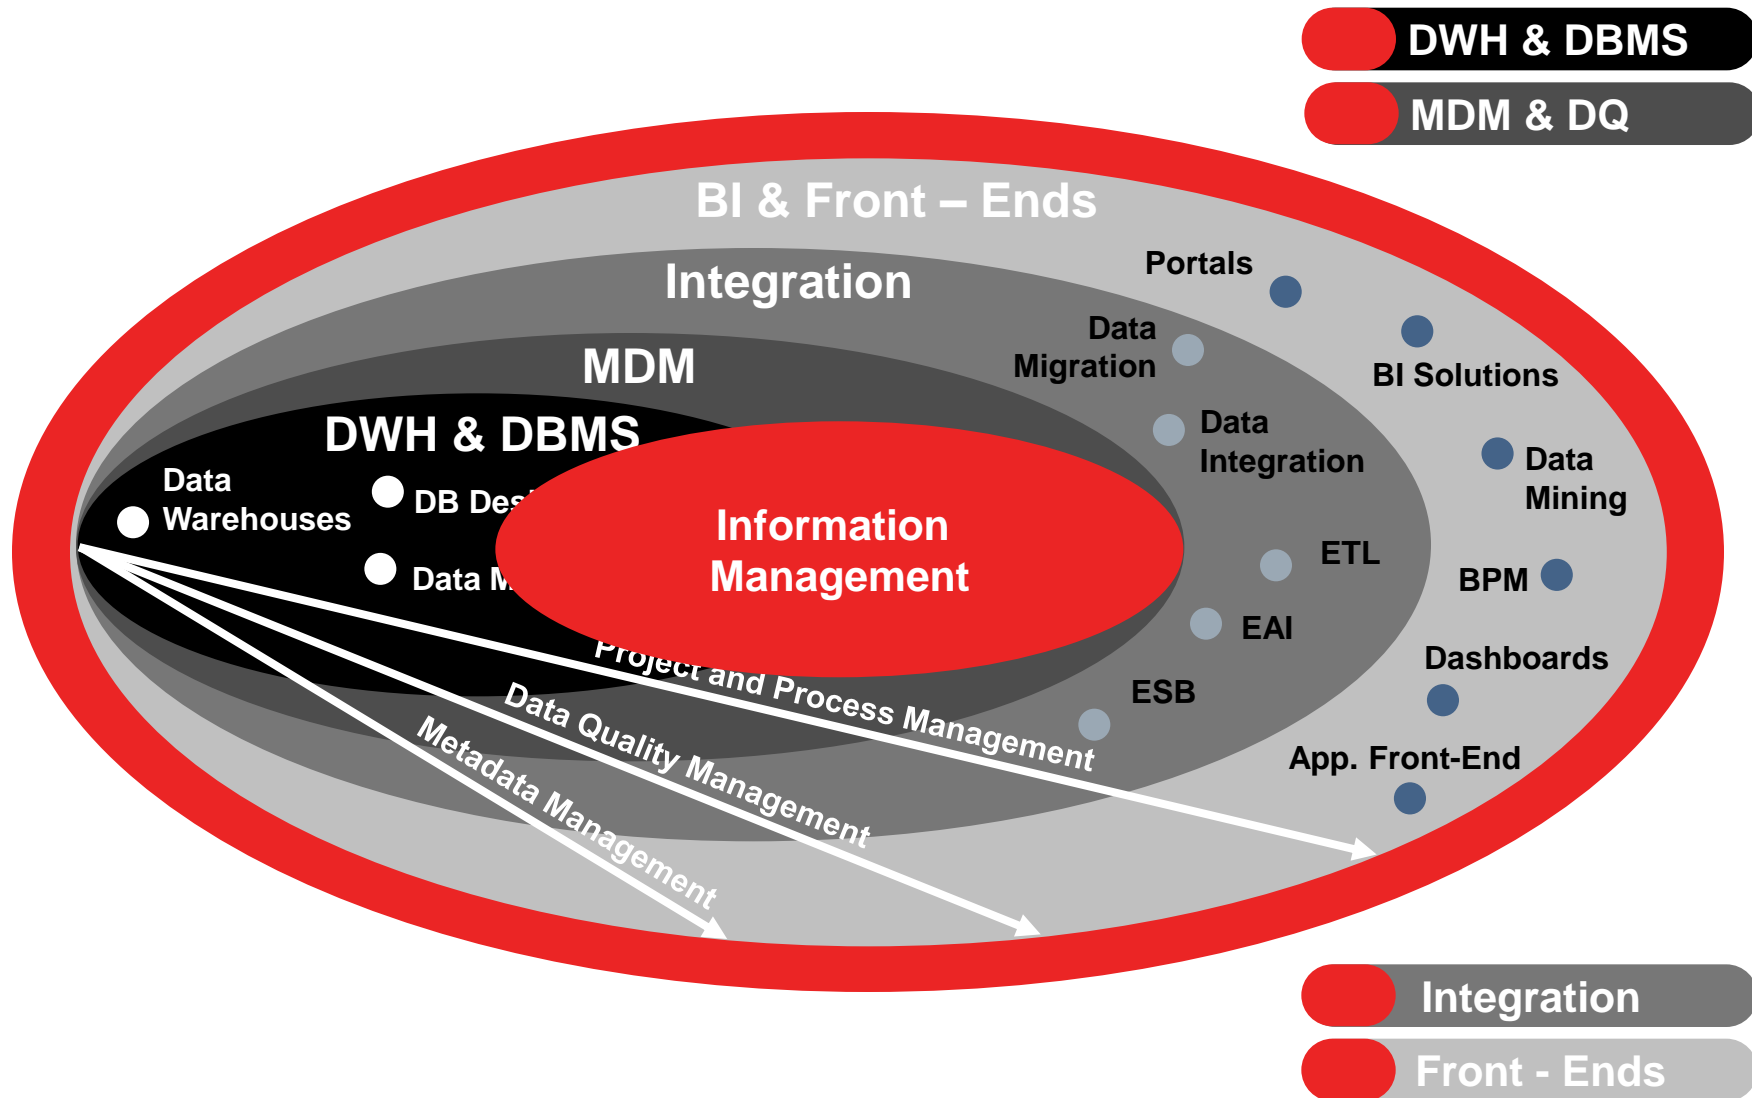 DWH & DBMS
MDM & DQ
BI & Front – Ends
Integration
MDM
DWH & DBMS
Portals
Data
Migration
BI Solutions
Data
Integration
Data
Mining
Data
Warehouses
DB
Data
Information
Management
ETL
BPM
EAI
ESB
Dashboards
App. Front-End
Project and Process Management
Data Quality Management
Metadata Management
Integration
Front - Ends